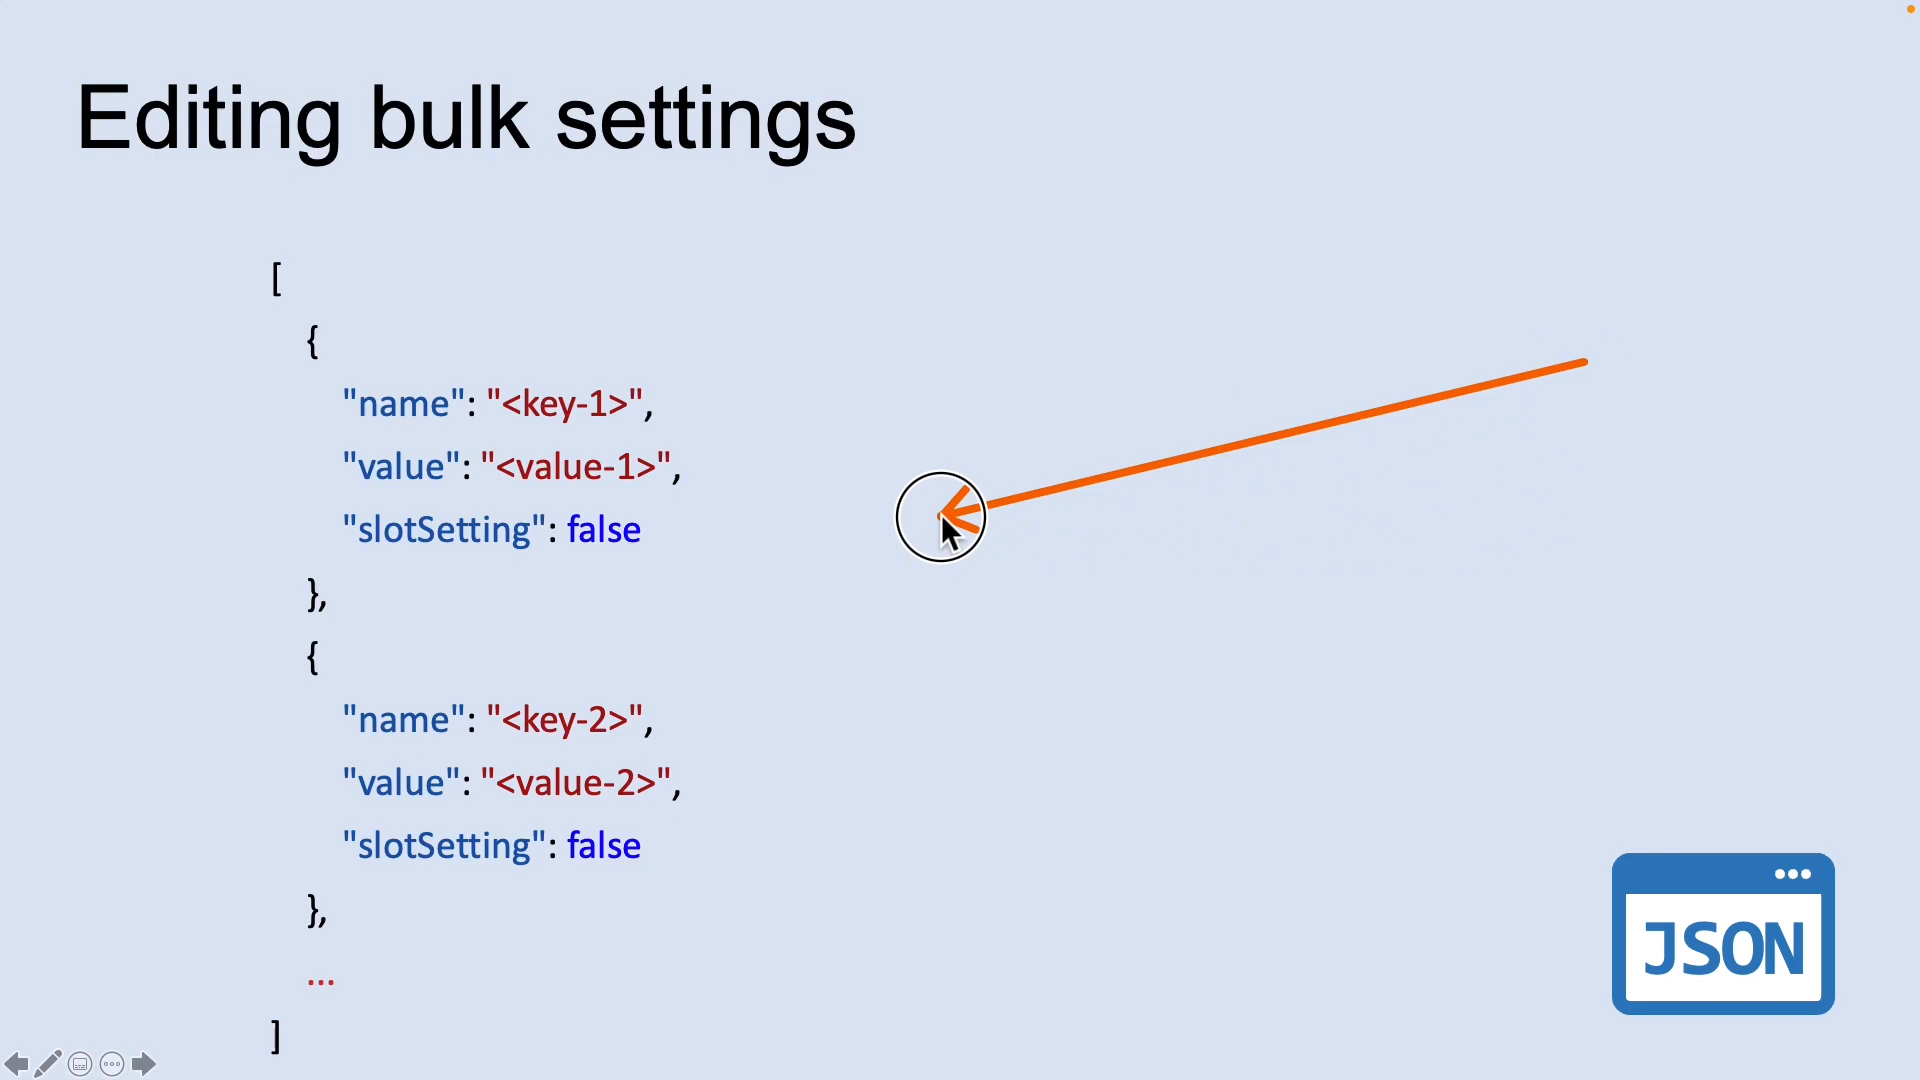 Editing bulk settings
[
{
"name": "<key-1>",
"value": "<value-1>",
"slotSetting": false
},
{
"name": "<key-2>",
"value": "<value-2>",
"slotSetting": false
},
...
]
JSON